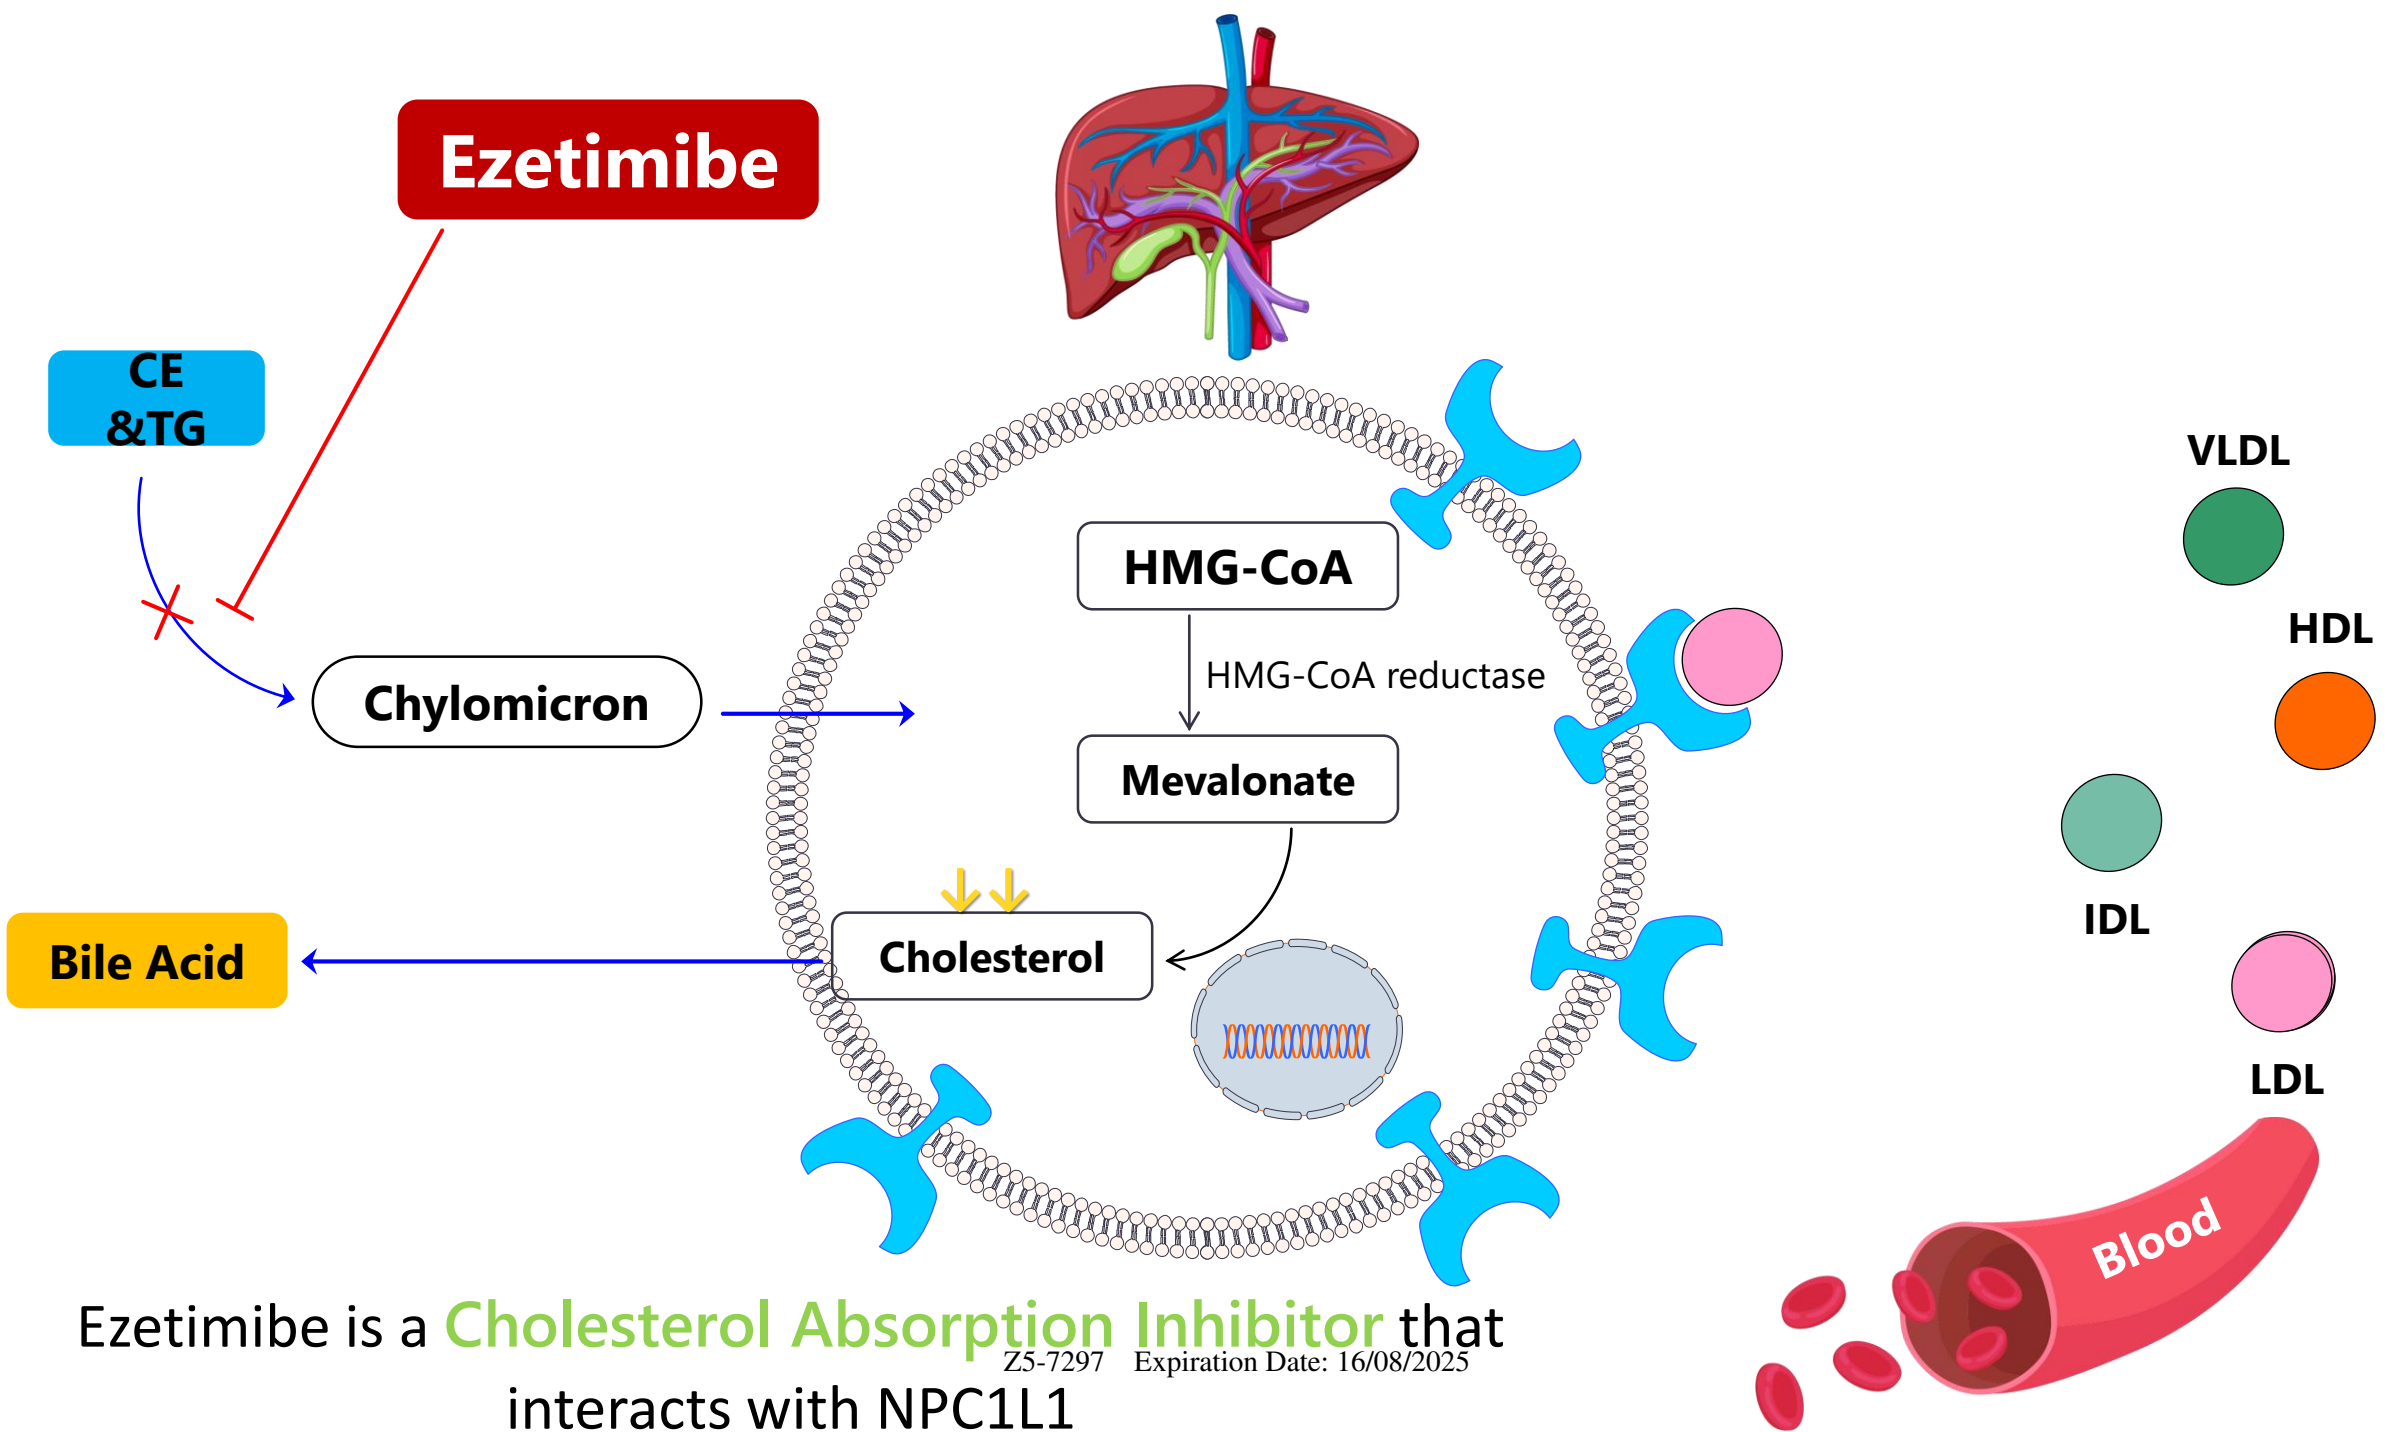 Ezetimibe
CE
&TG
VLDL
HMG-CoA
HDL
HMG-CoA reductase
Chylomicron
Mevalonate
IDL
Cholesterol
Bile Acid
LDL
Blood
Ezetimibe is a Cholesterol Absorption Inhibitor that
Z5-7297 Expiration Date: 16/08/2025
interacts with NPC1L1